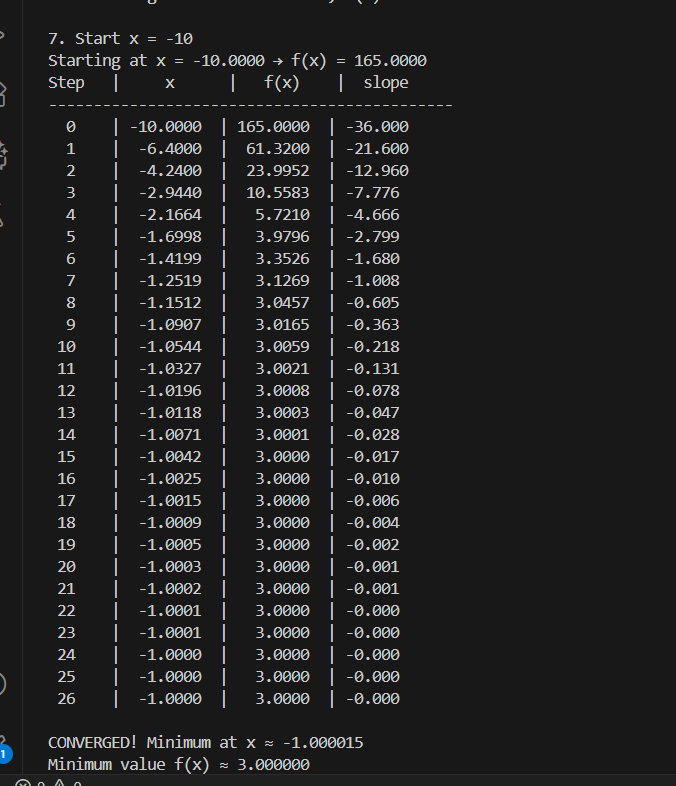 7. Start x = -10
Starting at x = -10.0000 → f(x) = 165.0000
Step | x | f(x) | slope
---------------------------------------------
0 | -10.0000 | 165.0000 | -36.000
1 | -6.4000 | 61.3200 | -21.600
2 | -4.2400 | 23.9952 | -12.960
3 | -2.9440 | 10.5583 | -7.776
4 | -2.1664 | 5.7210 | -4.666
5 | -1.6998 | 3.9796 | -2.799
6 | -1.4199 | 3.3526 | -1.680
7 | -1.2519 | 3.1269 | -1.008
8 | -1.1512 | 3.0457 | -0.605
9 | -1.0907 | 3.0165 | -0.363
10 | -1.0544 | 3.0059 | -0.218
11 | -1.0327 | 3.0021 | -0.131
12 | -1.0196 | 3.0008 | -0.078
13 | -1.0118 | 3.0003 | -0.047
14 | -1.0071 | 3.0001 | -0.028
15 | -1.0042 | 3.0000 | -0.017
16 | -1.0025 | 3.0000 | -0.010
17 | -1.0015 | 3.0000 | -0.006
18 | -1.0009 | 3.0000 | -0.004
19 | -1.0005 | 3.0000 | -0.002
20 | -1.0003 | 3.0000 | -0.001
21 | -1.0002 | 3.0000 | -0.001
22 | -1.0001 | 3.0000 | -0.000
23 | -1.0001 | 3.0000 | -0.000
24 | -1.0000 | 3.0000 | -0.000
25 | -1.0000 | 3.0000 | -0.000
26 | -1.0000 | 3.0000 | -0.000
CONVERGED! Minimum at x ≈ -1.000015
1
Minimum value f(x) ≈ 3.000000